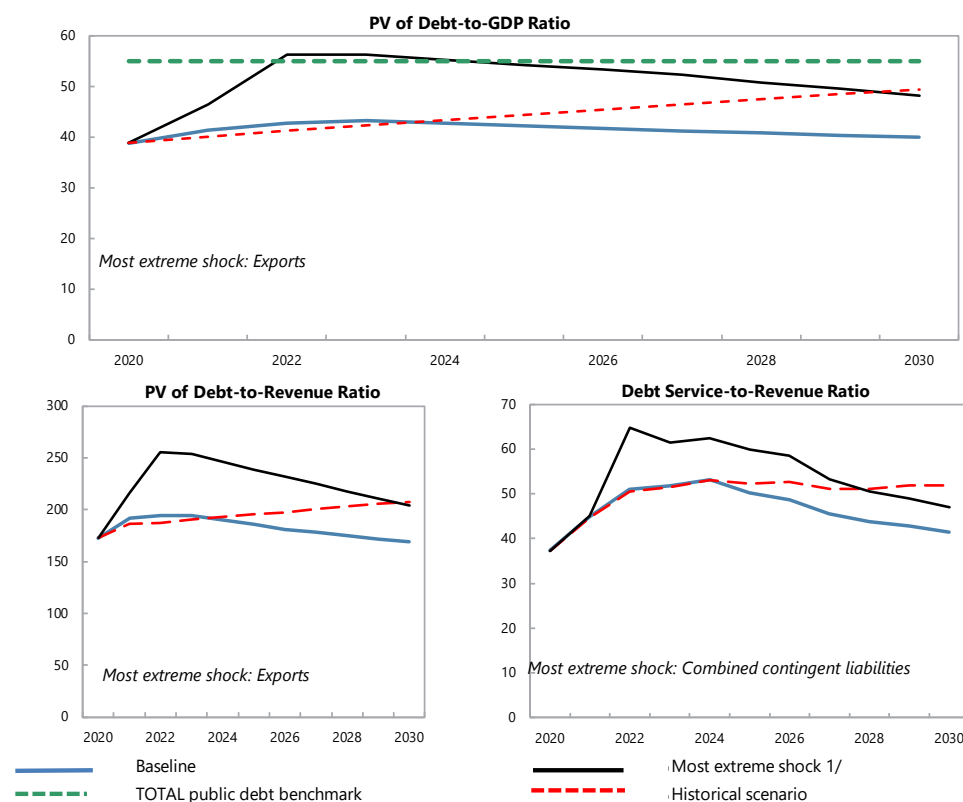 PV of Debt-to-GDP Ratio
60
50
40
30
20
10
0
Most extreme shock: Exports
2020 2022 2024 2026 2028 2030
PV of Debt-to-Revenue Ratio
300
250
200
150
100
50
0
Most extreme shock: Exports
2020 2022 2024 2026 2028 2030
Debt Service-to-Revenue Ratio
70
60
50
40
30
20
10
0
Most extreme shock: Combined contingent liabilities
2020 2022 2024 2026 2028 2030
Baseline
Most extreme shock 1/
TOTAL public debt benchmark
Historical scenario